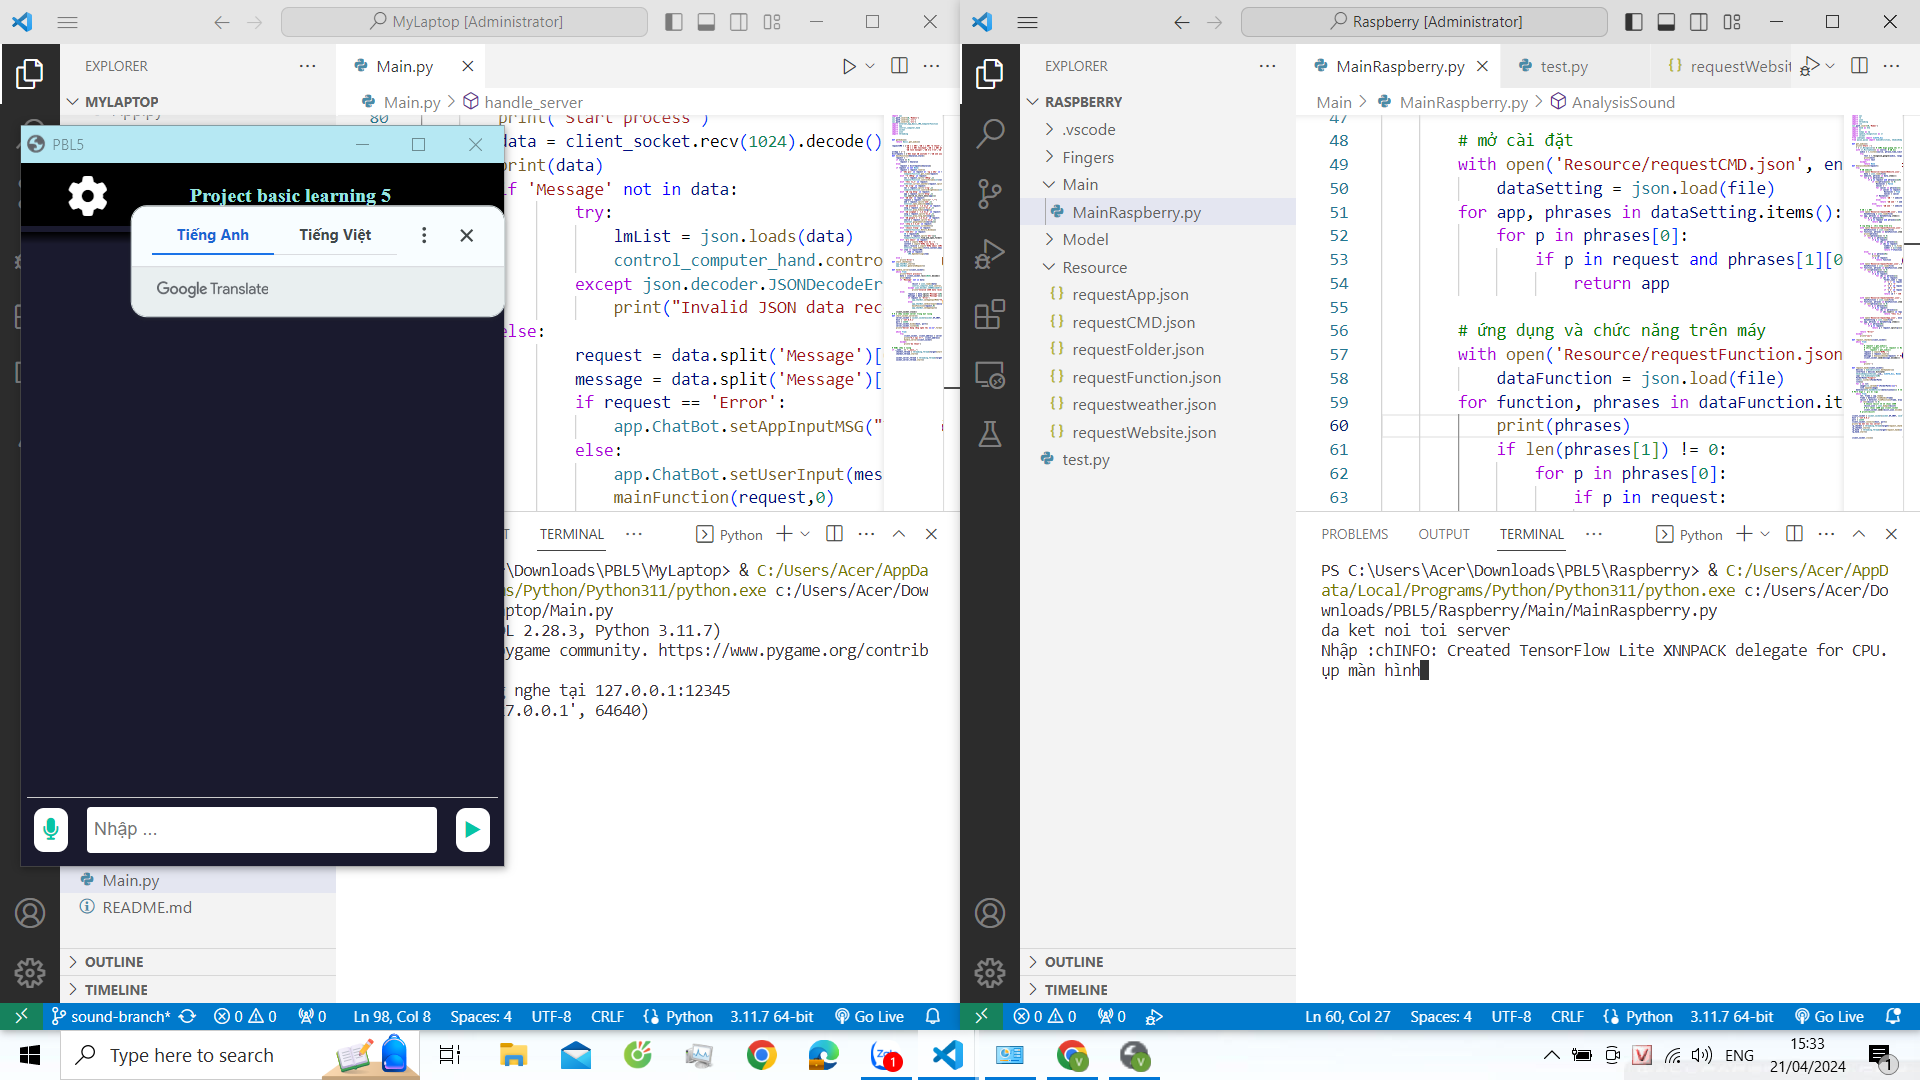 MyLaptop [Administrator]
EXPLORER
Main.py
MYLAPTOP
Main.py > handle_server
80
print("Start process")
data = client_socket.recv(1024).decode()
print(data)
if 'Message' not in data:
try:
lmList = json.loads(data)
control_computer_hand.contro
except json.decoder.JSONDecodeEr
print("Invalid JSON data rec
else:
request = data.split('Message')[
message = data.split('Message')[
if request == 'Error':
app.ChatBot.setAppInputMSG("
else:
app.ChatBot.setUserInput(mes
mainFunction(request,0)
PBL5
Project basic learning 5
Tiếng Anh
Tiếng Việt
Google Translate
Nhập ...
TERMINAL
Python
\Downloads\PBL5\MyLaptop> & C:/Users/Acer/AppDa
s/Python/Python311/python.exe c:/Users/Acer/Dow
ptop/Main.py
L 2.28.3, Python 3.11.7)
ygame community. https://www.pygame.org/contrib
nghe tại 127.0.0.1:12345
7.0.0.1', 64640)
Main.py
README.md
OUTLINE
TIMELINE
sound-branch* 0 0 0 Ln 98, Col 8 Spaces: 4 UTF-8 CRLF Python 3.11.7 64-bit Go Live
Raspberry [Administrator]
EXPLORER
MainRaspberry.py
test.py
requestWebsit
RASPBERRY
.vscode
Fingers
Main
MainRaspberry.py
Model
Resource
requestApp.json
requestCMD.json
requestFolder.json
requestFunction.json
requestweather.json
requestWebsite.json
test.py
Main > MainRaspberry.py > AnalysisSound
47
48 # mở cài đặt
49 with open('Resource/requestCMD.json', en
50 dataSetting = json.load(file)
51 for app, phrases in dataSetting.items():
52 for p in phrases[0]:
53 if p in request and phrases[1][0
54 return app
55
56 # ứng dụng và chức năng trên máy
57 with open('Resource/requestFunction.json
58 dataFunction = json.load(file)
59 for function, phrases in dataFunction.it
60 print(phrases)
61 if len(phrases[1]) != 0:
62 for p in phrases[0]:
63 if p in request:
PROBLEMS OUTPUT TERMINAL
Python
PS C:\Users\Acer\Downloads\PBL5\Raspberry> & C:/Users/Acer/AppD
ata/Local/Programs/Python/Python311/python.exe c:/Users/Acer/Do
wnloads/PBL5/Raspberry/Main/MainRaspberry.py
da ket noi toi server
Nhập :chINFO: Created TensorFlow Lite XNNPACK delegate for CPU.
ụp màn hình
OUTLINE
TIMELINE
0 0 0 Ln 60, Col 27 Spaces: 4 UTF-8 CRLF Python 3.11.7 64-bit Go Live
Type here to search
1
ENG
15:33
21/04/2024
1